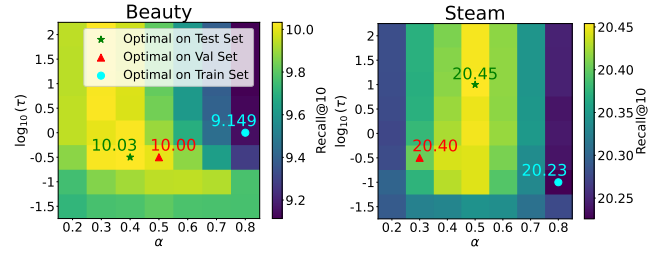 Beauty
Optimal on Test Set
Optimal on Val Set
Optimal on Train Set
10.03
10.00
9.149
log₁₀(τ)
2
1.5
1
0.5
0
-0.5
-1
-1.5
0.2 0.3 0.4 0.5 0.6 0.7 0.8
α
10.0
9.8
9.6
9.4
9.2
Recall@10
Steam
20.45
20.40
20.23
log₁₀(τ)
2
1.5
1
0.5
0
-0.5
-1
-1.5
0.2 0.3 0.4 0.5 0.6 0.7 0.8
α
20.45
20.40
20.35
20.30
20.25
Recall@10